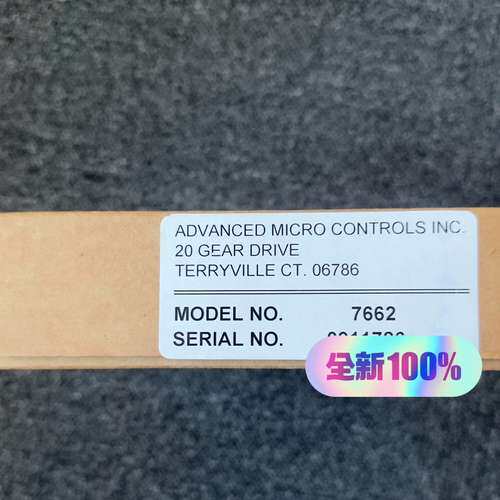 ADVANCED MICRO CONTROLS INC.
20 GEAR DRIVE
TERRYVILLE CT. 06786
MODEL NO. 7662
SERIAL NO.
全新100%